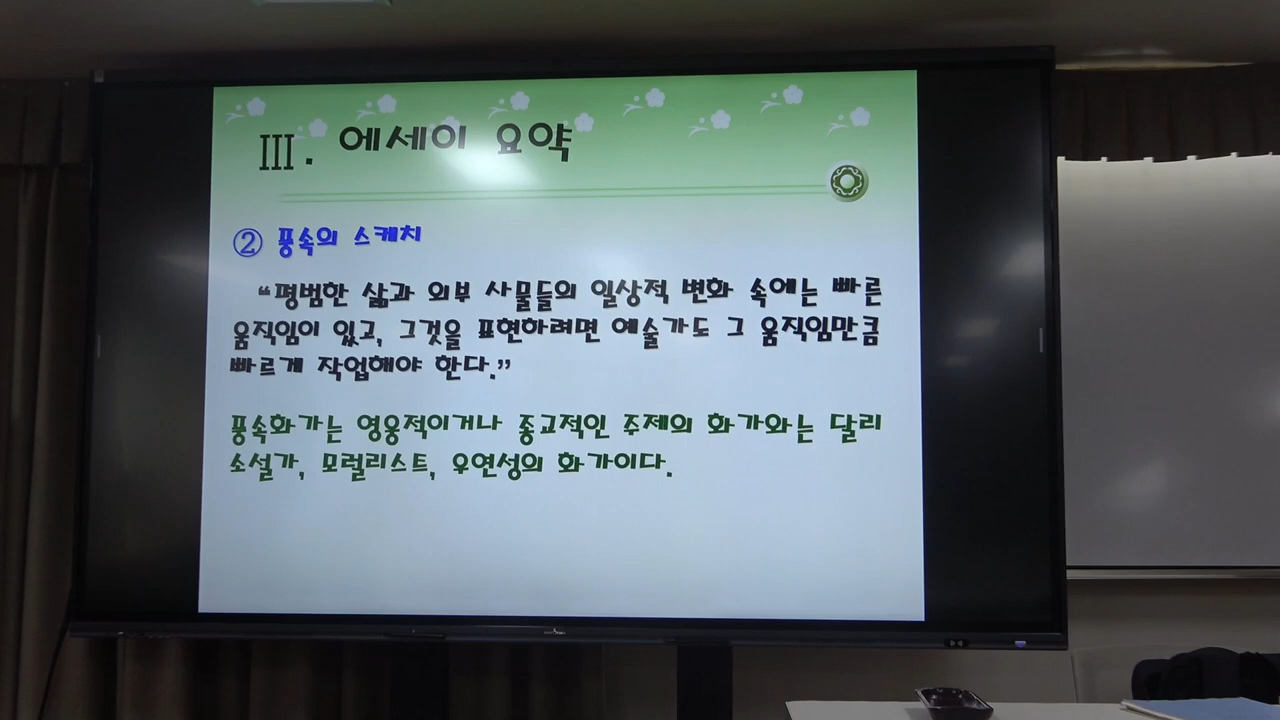 Ⅲ. 에세이 요약
② 풍속의 스케치
“평범한 삶과 외부 사물들의 일상적 변화 속에는 빠른
움직임이 있고, 그것을 표현하려면 예술가도 그 움직임만큼
빠르게 작업해야 한다.”
풍속화가는 영웅적이거나 종교적인 주제의 화가와는 달리
소설가, 모럴리스트, 우연성의 화가이다.